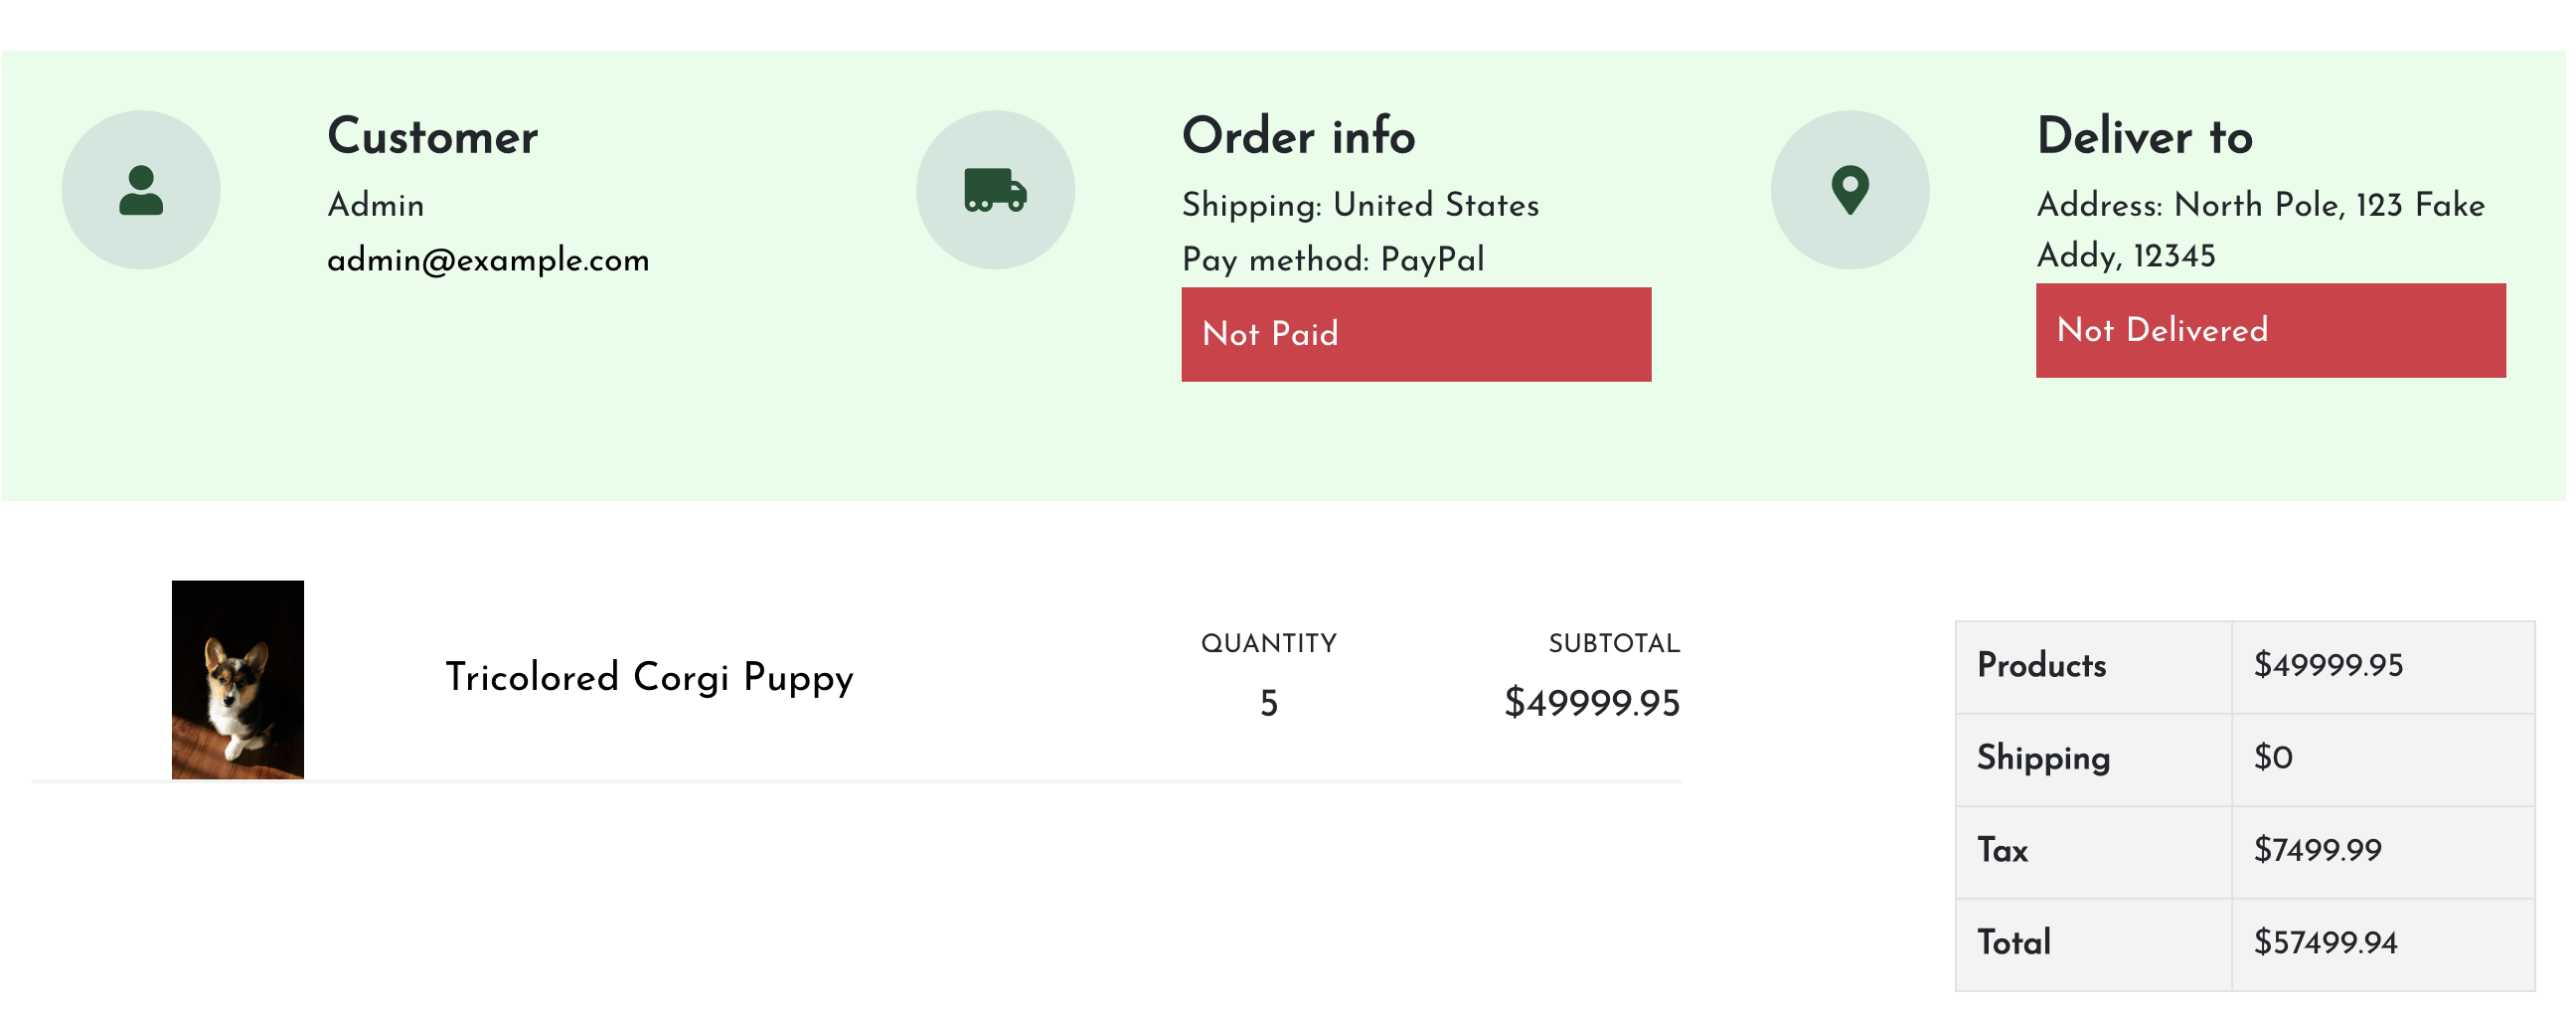 Customer
Admin
admin@example.com
Order info
Shipping: United States
Pay method: PayPal
Not Paid
Deliver to
Address: North Pole, 123 Fake
Addy, 12345
Not Delivered
Tricolored Corgi Puppy
QUANTITY
5
SUBTOTAL
$49999.95
Products $49999.95
Shipping $0
Tax $7499.99
Total $57499.94